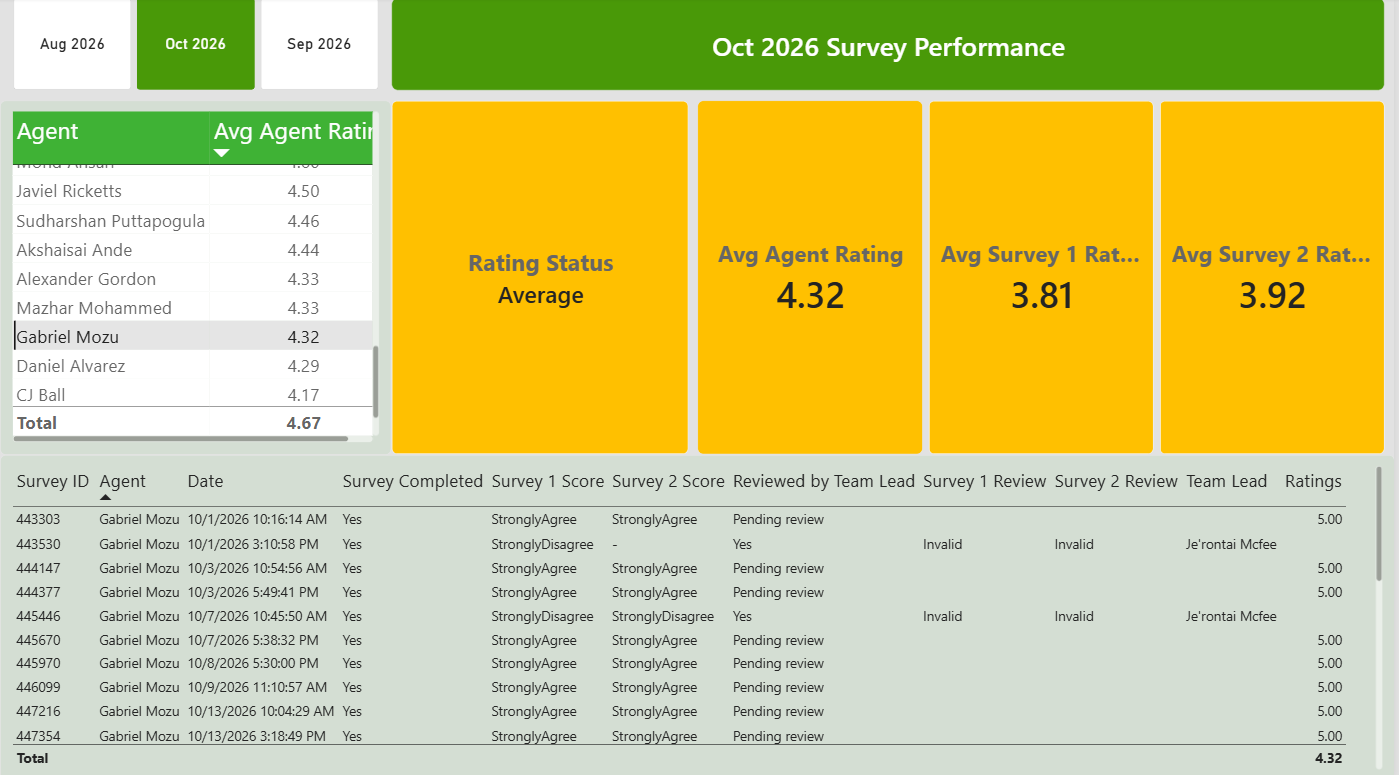 Aug 2026 Oct 2026 Sep 2026
Oct 2026 Survey Performance
Agent Avg Agent Ratin
Javiel Ricketts 4.50
Sudharshan Puttapogula 4.46
Akshaisai Ande 4.44
Alexander Gordon 4.33
Mazhar Mohammed 4.33
Gabriel Mozu 4.32
Daniel Alvarez 4.29
CJ Ball 4.17
Total 4.67
Rating Status
Average
Avg Agent Rating
4.32
Avg Survey 1 Rat...
3.81
Avg Survey 2 Rat...
3.92
Survey ID Agent Date Survey Completed Survey 1 Score Survey 2 Score Reviewed by Team Lead Survey 1 Review Survey 2 Review Team Lead Ratings
443303 Gabriel Mozu 10/1/2026 10:16:14 AM Yes StronglyAgree StronglyAgree Pending review 5.00
443530 Gabriel Mozu 10/1/2026 3:10:58 PM Yes StronglyDisagree - Yes Invalid Invalid Je'rontai Mcfee
444147 Gabriel Mozu 10/3/2026 10:54:56 AM Yes StronglyAgree StronglyAgree Pending review 5.00
444377 Gabriel Mozu 10/3/2026 5:49:41 PM Yes StronglyAgree StronglyAgree Pending review 5.00
445446 Gabriel Mozu 10/7/2026 10:45:50 AM Yes StronglyDisagree StronglyDisagree Yes Invalid Invalid Je'rontai Mcfee
445670 Gabriel Mozu 10/7/2026 5:38:32 PM Yes StronglyAgree StronglyAgree Pending review 5.00
445970 Gabriel Mozu 10/8/2026 5:30:00 PM Yes StronglyAgree StronglyAgree Pending review 5.00
446099 Gabriel Mozu 10/9/2026 11:10:57 AM Yes StronglyAgree StronglyAgree Pending review 5.00
447216 Gabriel Mozu 10/13/2026 10:04:29 AM Yes StronglyAgree StronglyAgree Pending review 5.00
447354 Gabriel Mozu 10/13/2026 3:18:49 PM Yes StronglyAgree StronglyAgree Pending review 5.00
Total 4.32